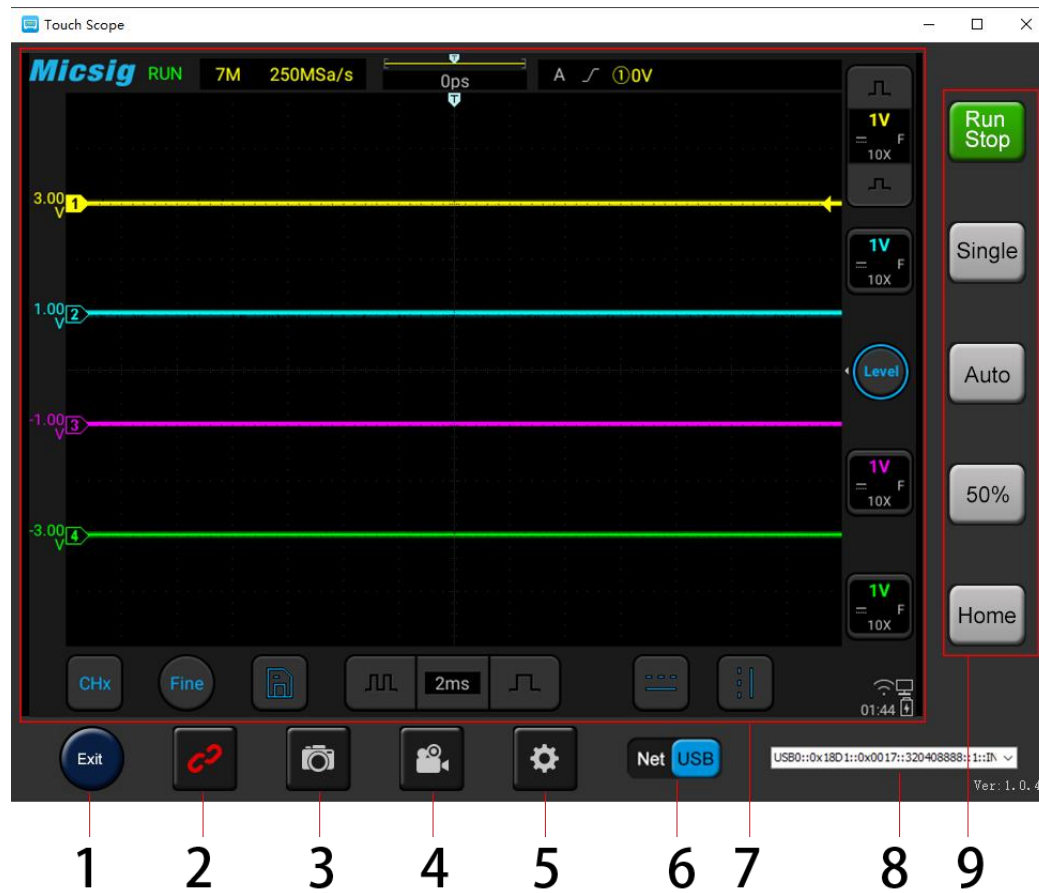 Touch Scope
Micsig RUN 7M 250MSa/s 0ps A ①0V
T
T
1V
F
10X
Run
Stop
3.00
V
1
1V
F
10X
Single
1.00
V
2
Level
Auto
-1.00
V
3
1V
F
10X
50%
-3.00
V
4
1V
F
10X
Home
CHx Fine 2ms
01:44
Exit Net USB USB0::0x18D1::0x0017::320408888::1::IN
Ver:1.0.4
1 2 3 4 5 6 7 8 9